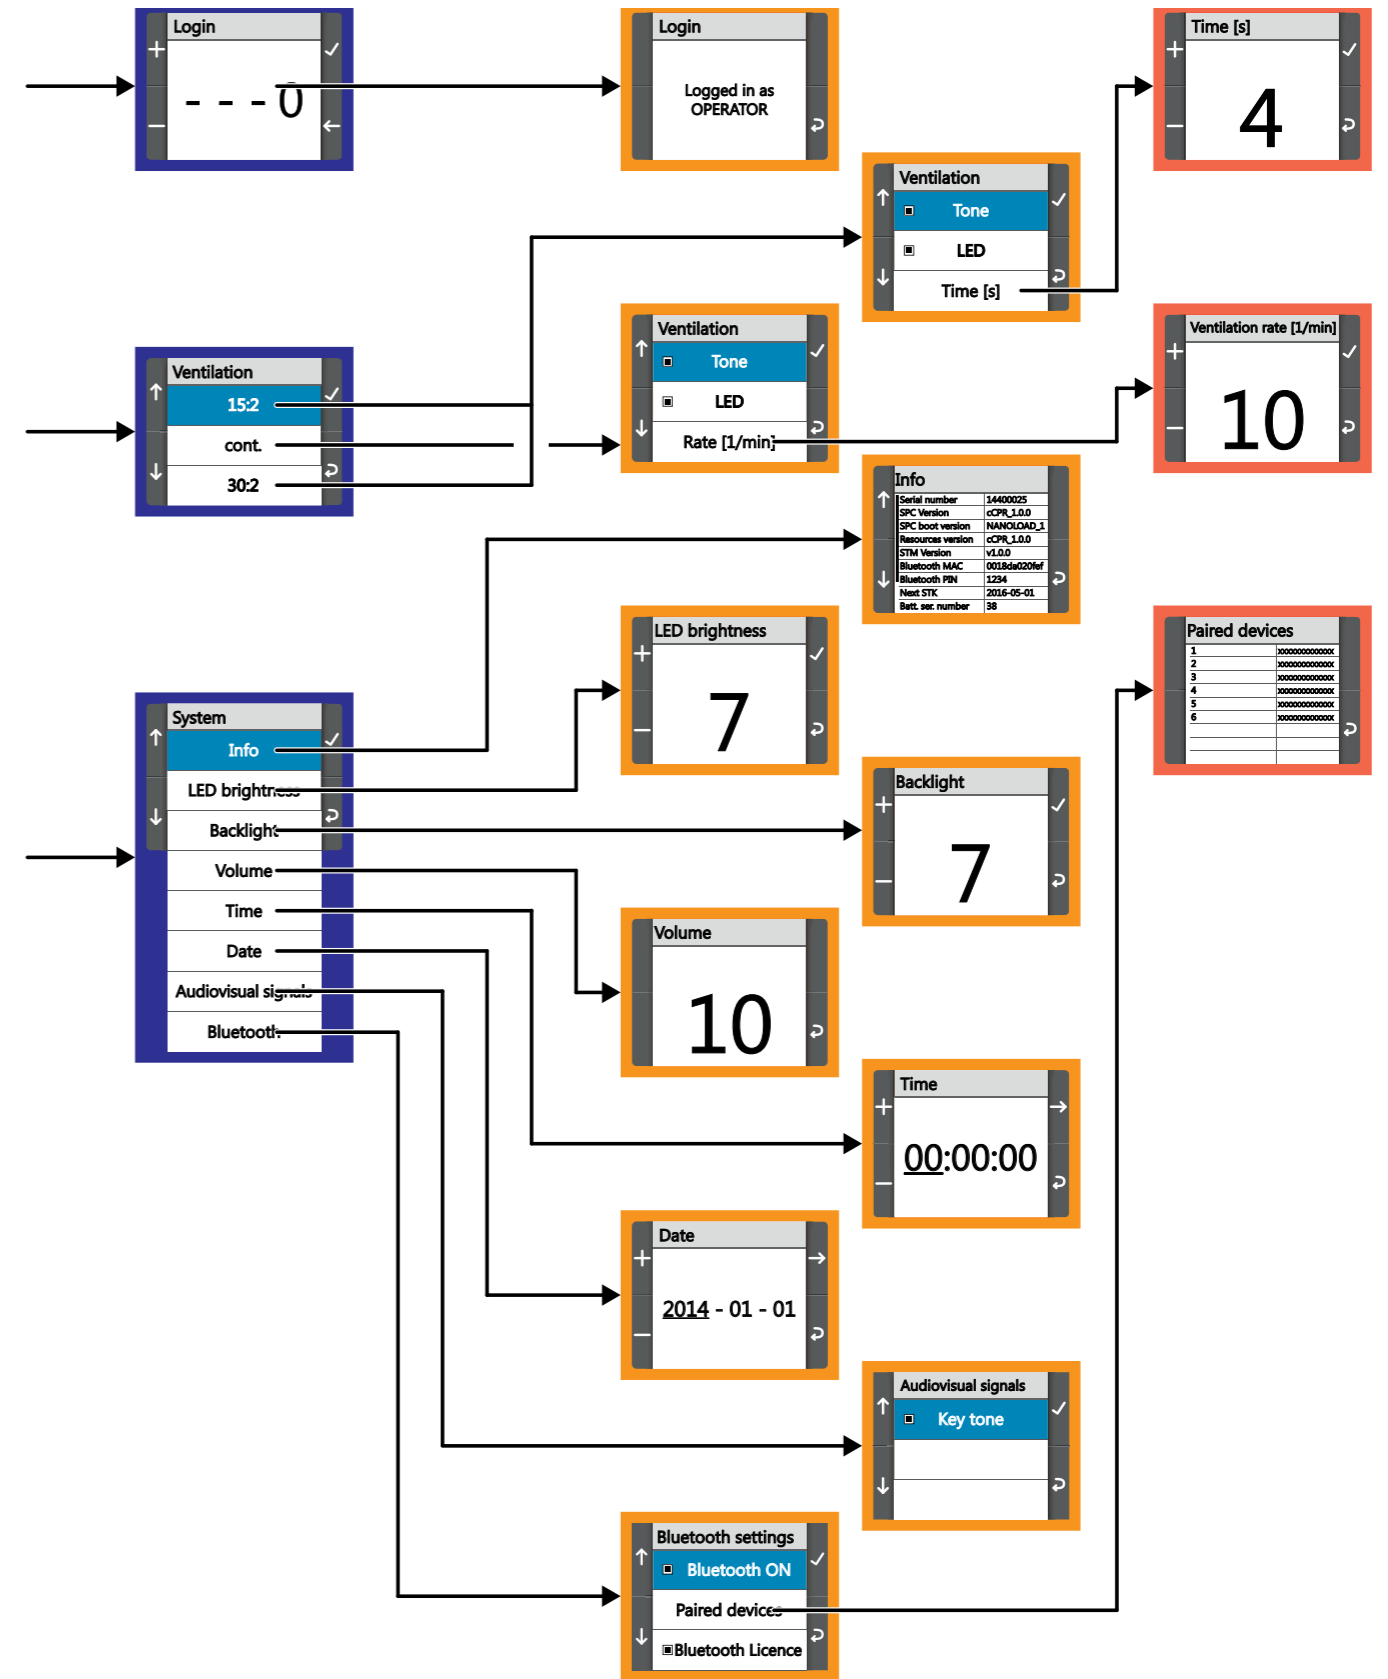 Login
- - - 0
Login
Logged in as
OPERATOR
Time [s]
4
Ventilation
Tone
LED
Time [s]
Ventilation
Tone
LED
Rate [1/min]
Ventilation rate [1/min]
10
Ventilation
15:2
cont.
30:2
Info
Serial number 14400025
SPC Version cCPR_1.0.0
SPC boot version NANOLOAD_1
Resources version cCPR_1.0.0
STM Version v1.0.0
Bluetooth MAC 0018da020fef
Bluetooth PIN 1234
Next STK 2016-05-01
Batt. ser. number 38
LED brightness
7
Paired devices
1 xxxxxxxxxxxxx
2 xxxxxxxxxxxxx
3 xxxxxxxxxxxxx
4 xxxxxxxxxxxxx
5 xxxxxxxxxxxxx
6 xxxxxxxxxxxxx
System
Info
LED brightness
Backlight
Volume
Time
Date
Audiovisual signals
Bluetooth
Backlight
7
Volume
10
Time
00:00:00
Date
2014 - 01 - 01
Audiovisual signals
Key tone
Bluetooth settings
Bluetooth ON
Paired devices
Bluetooth Licence